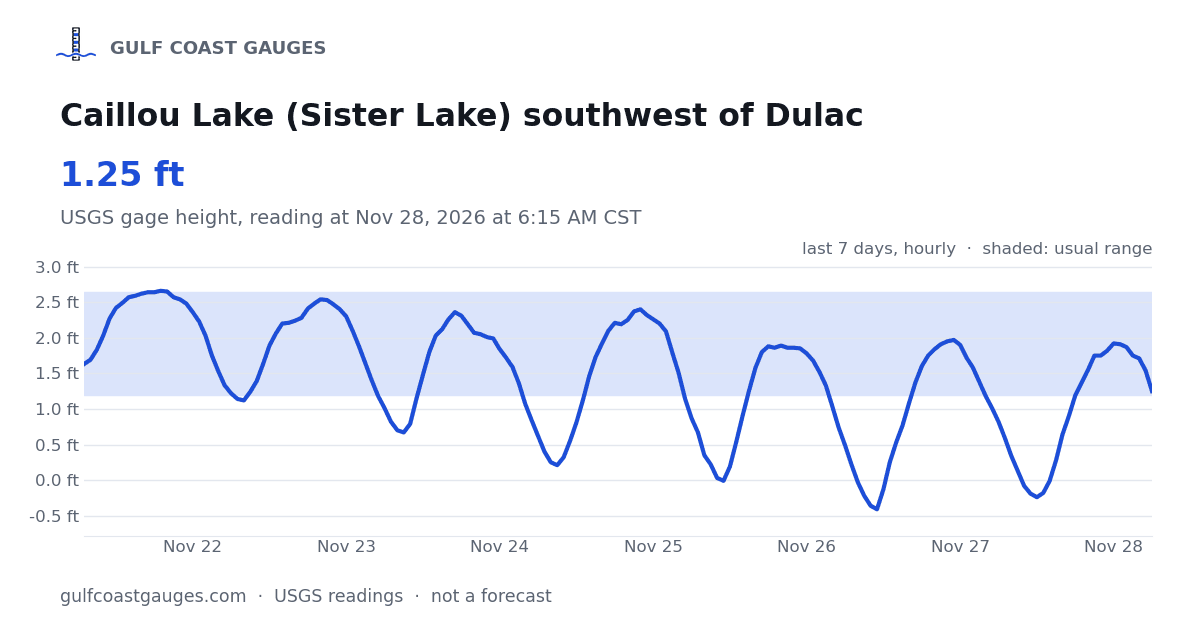 GULF COAST GAUGES
Caillou Lake (Sister Lake) southwest of Dulac
1.25 ft
USGS gage height, reading at Nov 28, 2026 at 6:15 AM CST
last 7 days, hourly · shaded: usual range
3.0 ft
2.5 ft
2.0 ft
1.5 ft
1.0 ft
0.5 ft
0.0 ft
-0.5 ft
Nov 22 Nov 23 Nov 24 Nov 25 Nov 26 Nov 27 Nov 28
gulfcoastgauges.com · USGS readings · not a forecast